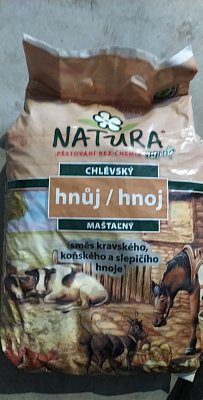 NATURA
PĚSTOVÁNÍ BEZ CHEMIE
CHLÉVSKÝ
hnůj / hnoj
MAŠTAĽNÝ
směs kravského,
koňského a slepičího
hnoje